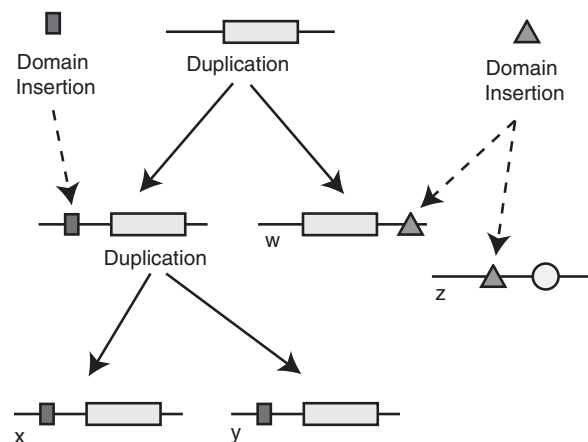 Domain
Insertion
Duplication
Domain
Insertion
w
Duplication
z
x
y